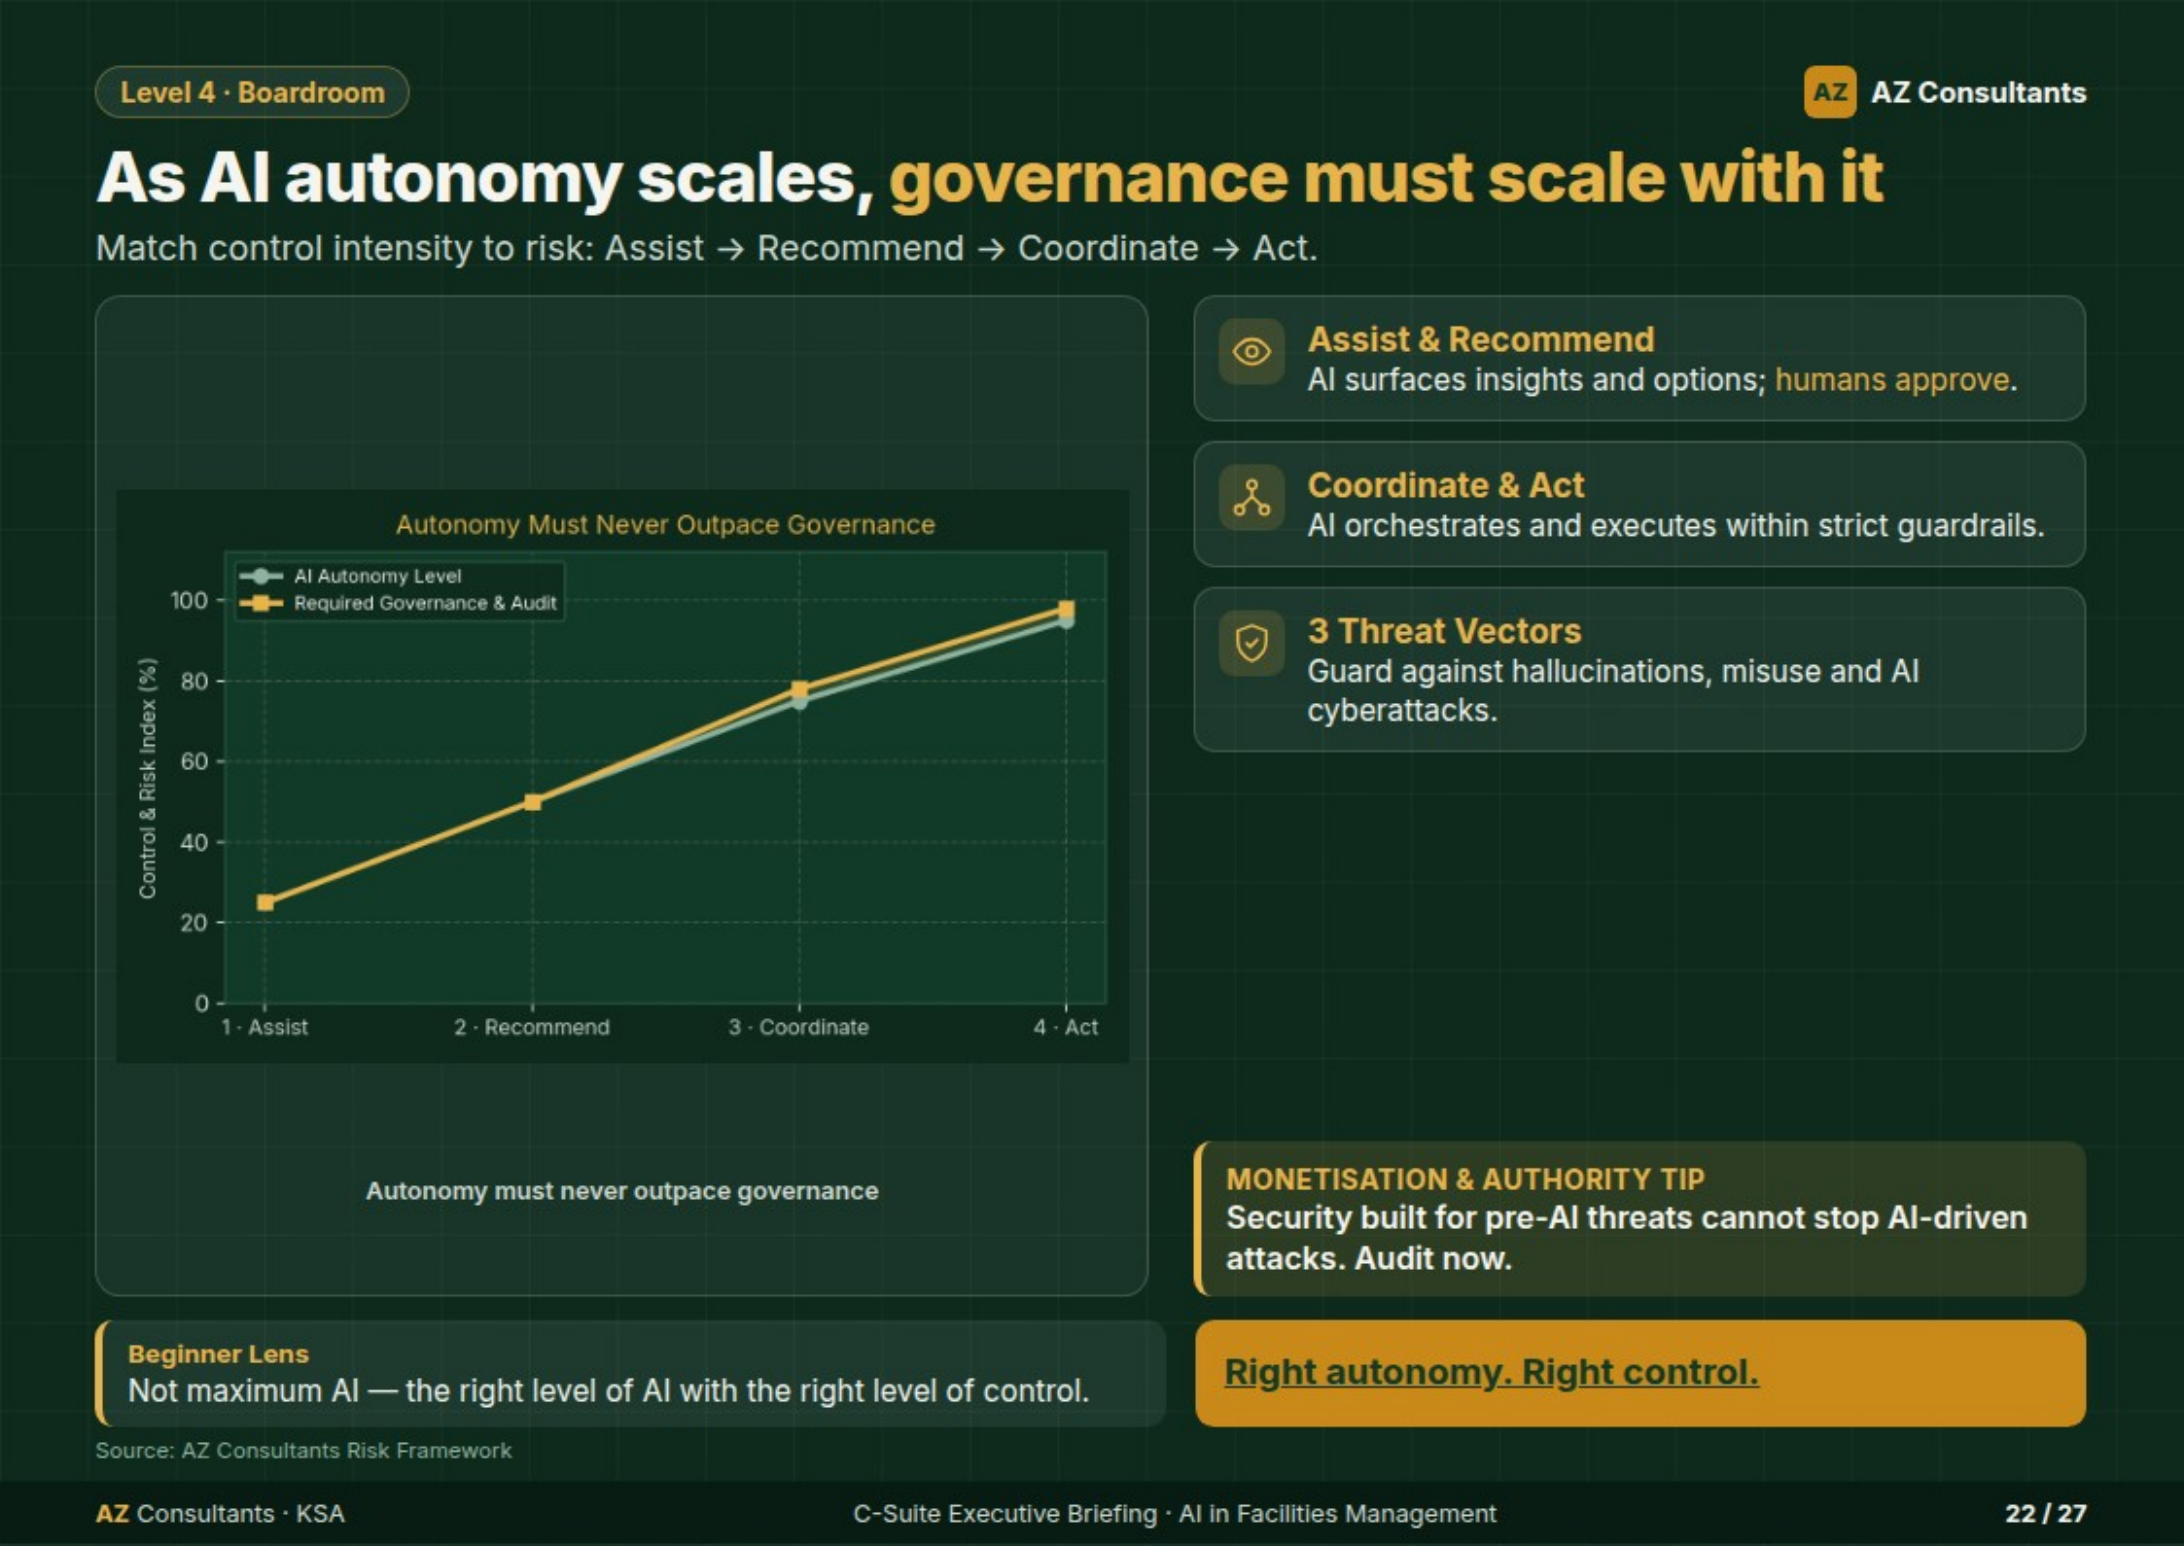 Level 4 · Boardroom
AZ
AZ Consultants
As AI autonomy scales, governance must scale with it
Match control intensity to risk: Assist → Recommend → Coordinate → Act.
Autonomy Must Never Outpace Governance
AI Autonomy Level
Required Governance & Audit
Control & Risk Index (%)
100
80
60
40
20
0
1 · Assist
2 · Recommend
3 · Coordinate
4 · Act
Autonomy must never outpace governance
Assist & Recommend
AI surfaces insights and options; humans approve.
Coordinate & Act
AI orchestrates and executes within strict guardrails.
3 Threat Vectors
Guard against hallucinations, misuse and AI
cyberattacks.
MONETISATION & AUTHORITY TIP
Security built for pre-AI threats cannot stop AI-driven
attacks. Audit now.
Beginner Lens
Not maximum AI — the right level of AI with the right level of control.
Right autonomy. Right control.
Source: AZ Consultants Risk Framework
AZ Consultants · KSA
C-Suite Executive Briefing · AI in Facilities Management
22 / 27